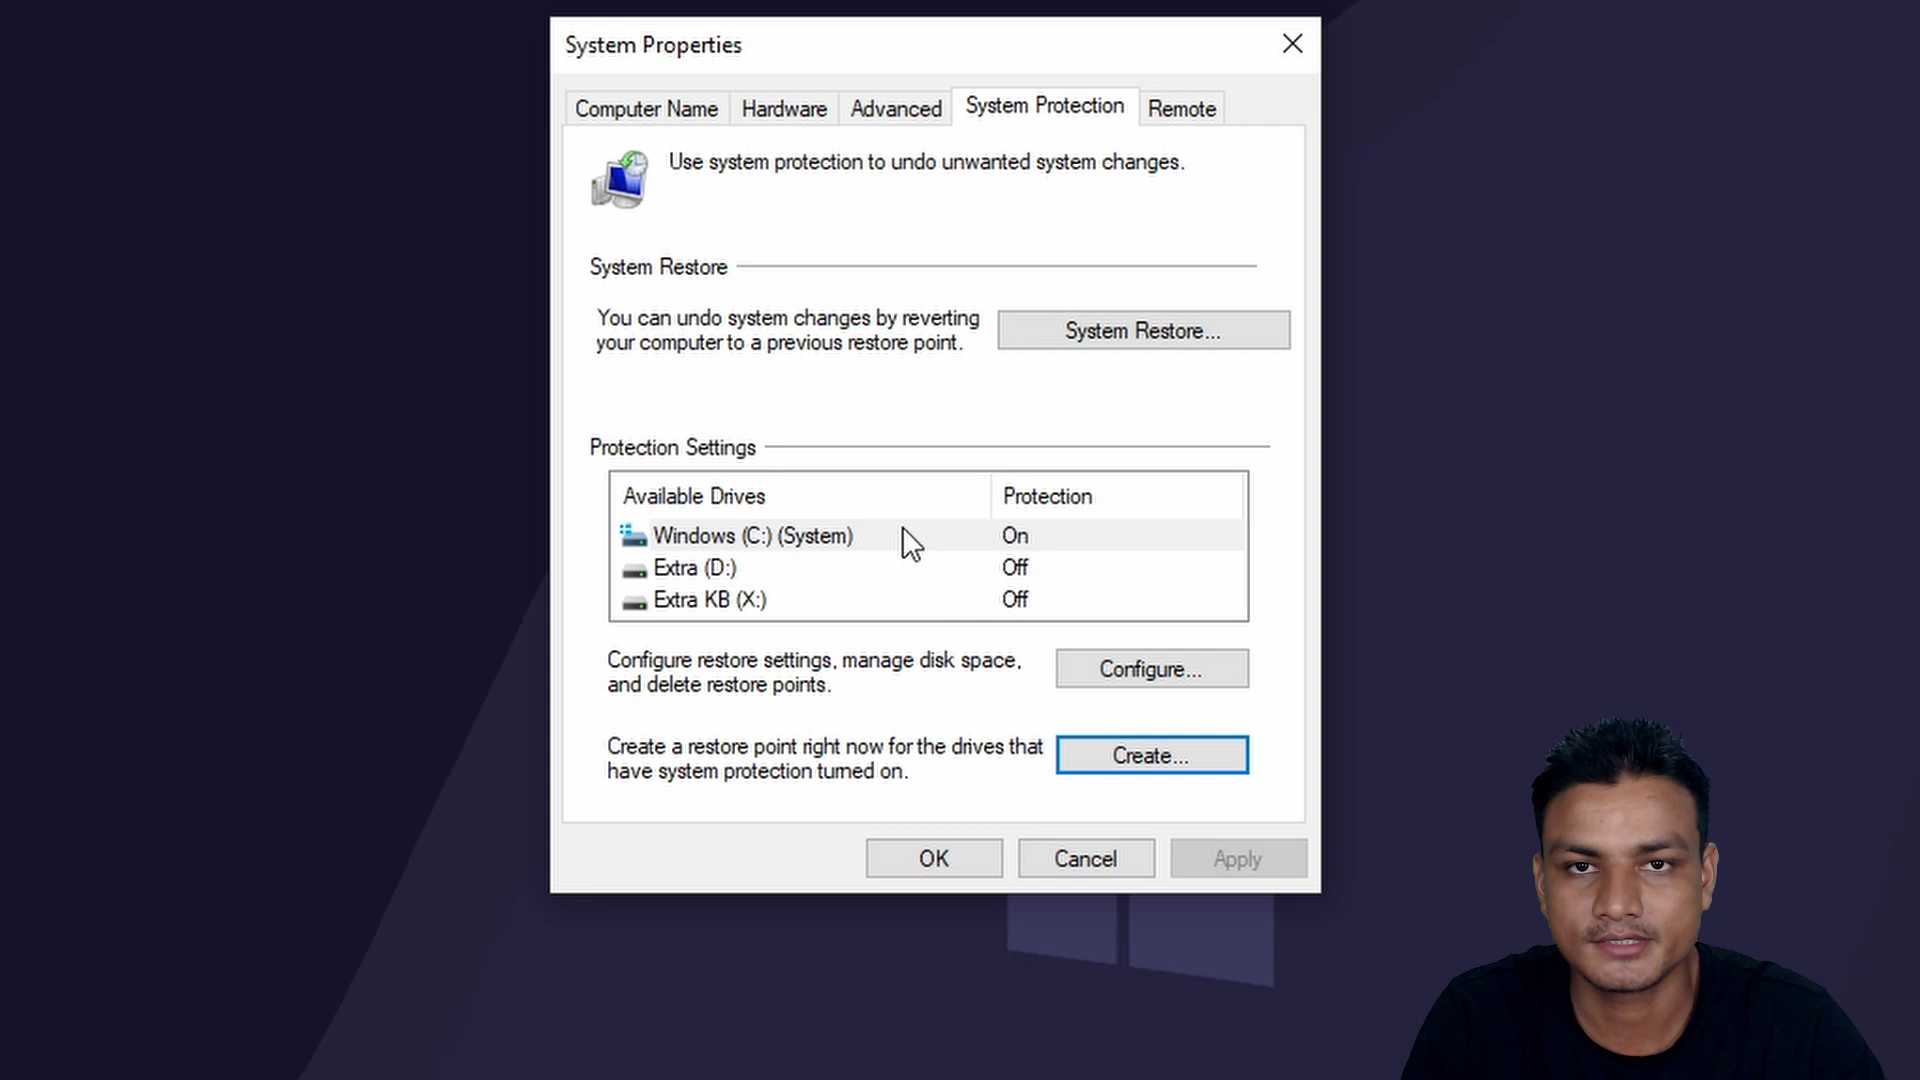 System Properties
Computer Name
Hardware
Advanced
System Protection
Remote
Use system protection to undo unwanted system changes.
System Restore
You can undo system changes by reverting
your computer to a previous restore point.
System Restore...
Protection Settings
Available Drives
Protection
Windows (C:) (System)
On
Extra (D:)
Off
Extra KB (X:)
Off
Configure restore settings, manage disk space,
and delete restore points.
Configure...
Create a restore point right now for the drives that
have system protection turned on.
Create...
OK
Cancel
Apply